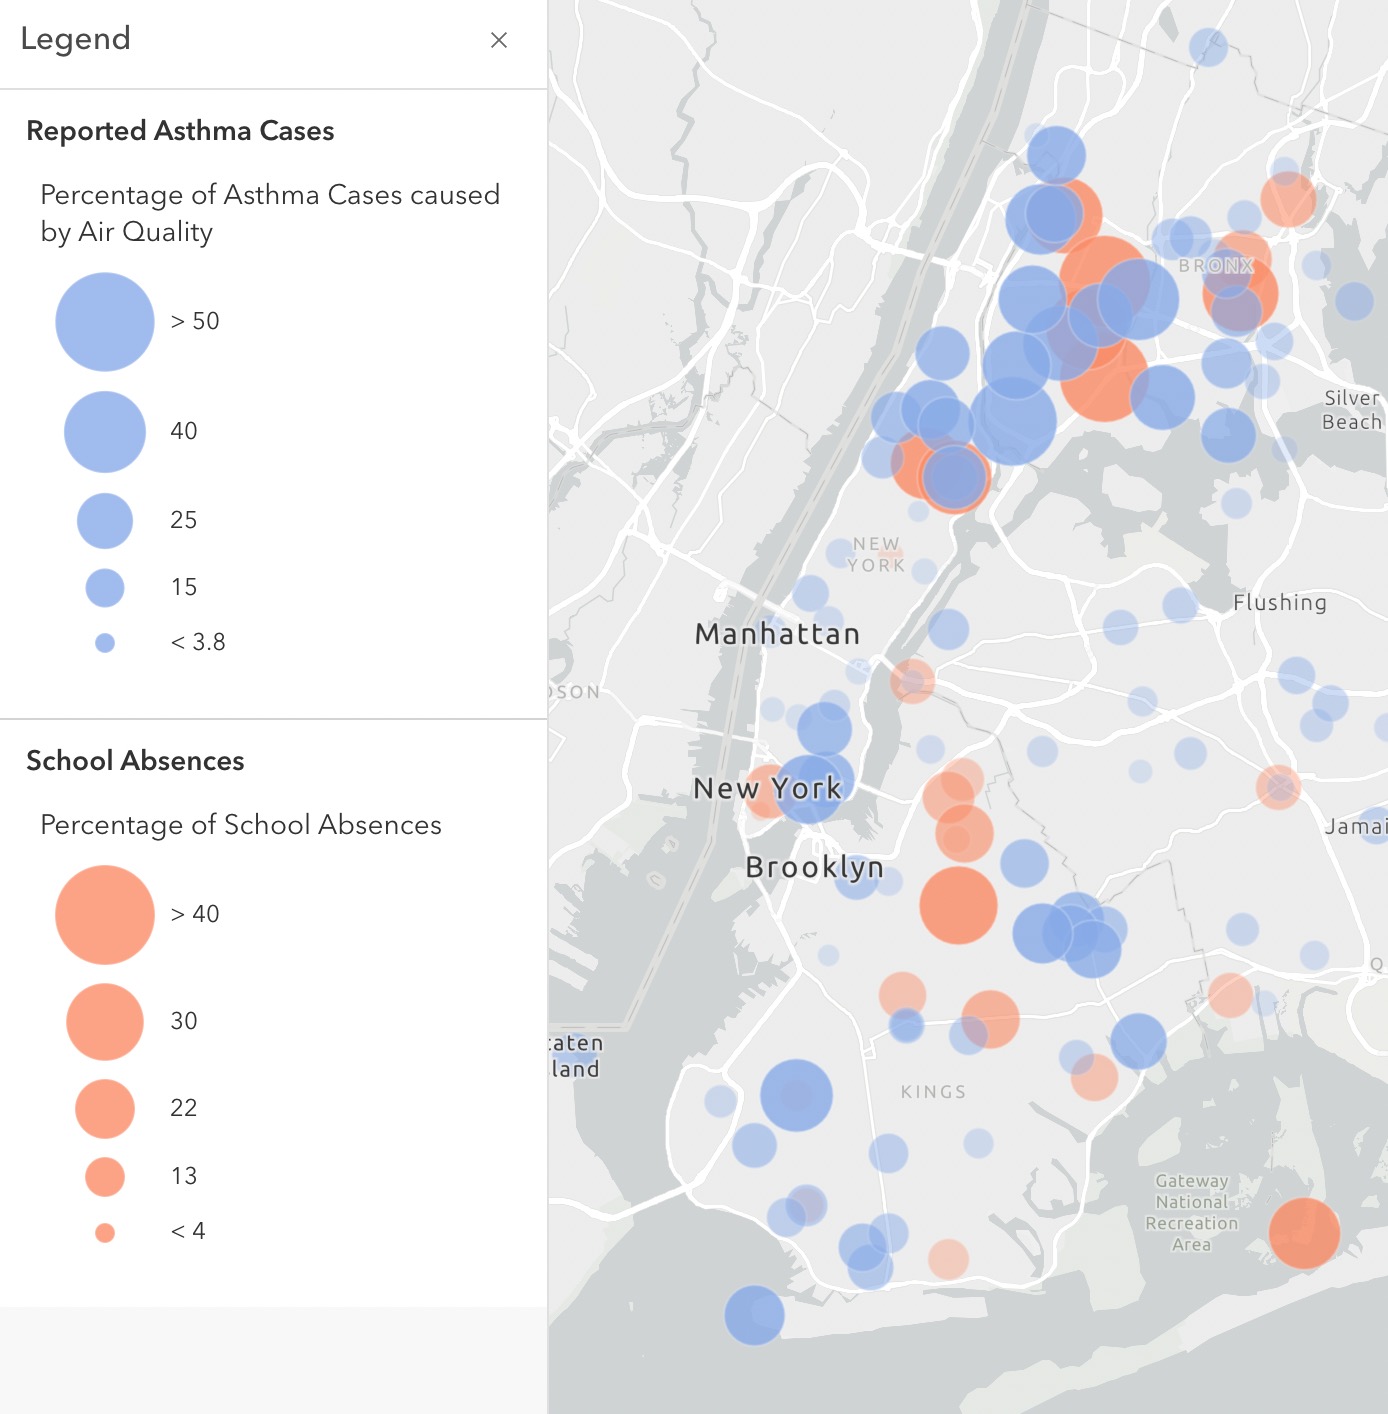 Legend
Reported Asthma Cases
Percentage of Asthma Cases caused
by Air Quality
> 50
40
25
15
< 3.8
School Absences
Percentage of School Absences
> 40
30
22
13
< 4
BRONX
Silver
Beach
NEW
YORK
Flushing
Manhattan
DSON
New York
Jamai
Brooklyn
Q
taten
land
KINGS
Gateway
National
Recreation
Area